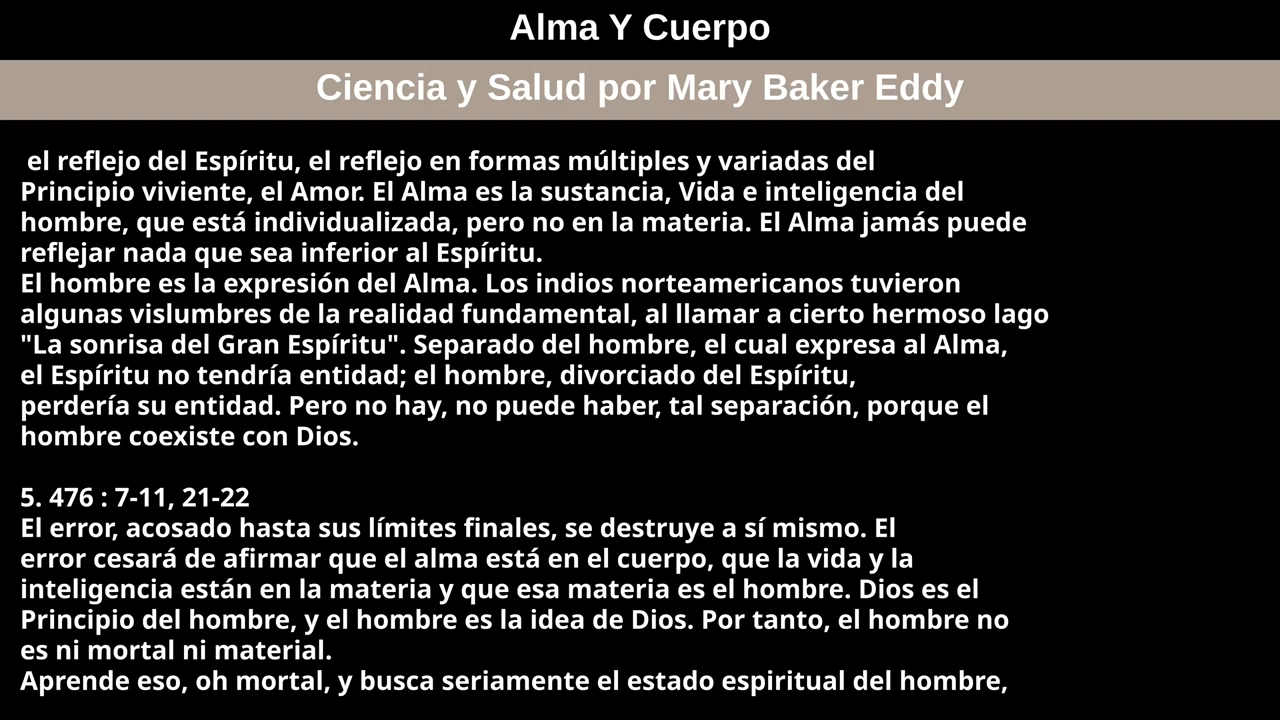 Alma Y Cuerpo
Ciencia y Salud por Mary Baker Eddy
el reflejo del Espíritu, el reflejo en formas múltiples y variadas del
Principio viviente, el Amor. El Alma es la sustancia, Vida e inteligencia del
hombre, que está individualizada, pero no en la materia. El Alma jamás puede
reflejar nada que sea inferior al Espíritu.
El hombre es la expresión del Alma. Los indios norteamericanos tuvieron
algunas vislumbres de la realidad fundamental, al llamar a cierto hermoso lago
"La sonrisa del Gran Espíritu". Separado del hombre, el cual expresa al Alma,
el Espíritu no tendría entidad; el hombre, divorciado del Espíritu,
perdería su entidad. Pero no hay, no puede haber, tal separación, porque el
hombre coexiste con Dios.
5. 476 : 7-11, 21-22
El error, acosado hasta sus límites finales, se destruye a sí mismo. El
error cesará de afirmar que el alma está en el cuerpo, que la vida y la
inteligencia están en la materia y que esa materia es el hombre. Dios es el
Principio del hombre, y el hombre es la idea de Dios. Por tanto, el hombre no
es ni mortal ni material.
Aprende eso, oh mortal, y busca seriamente el estado espiritual del hombre,